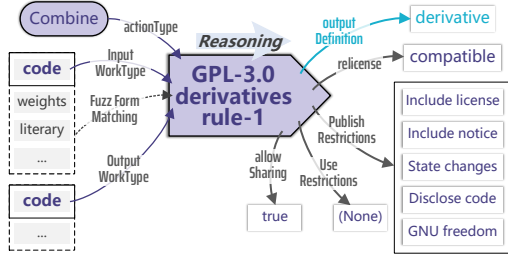 Combine
actionType
Reasoning
output
Definition
derivative
code
Input
WorkType
relicense
compatible
weights
literary
...
Fuzz Form
Matching
GPL-3.0
derivatives
rule-1
Publish
Restrictions
Include license
Include notice
State changes
Disclose code
GNU freedom
Output
WorkType
code
...
allow
Sharing
true
Use
Restrictions
(None)